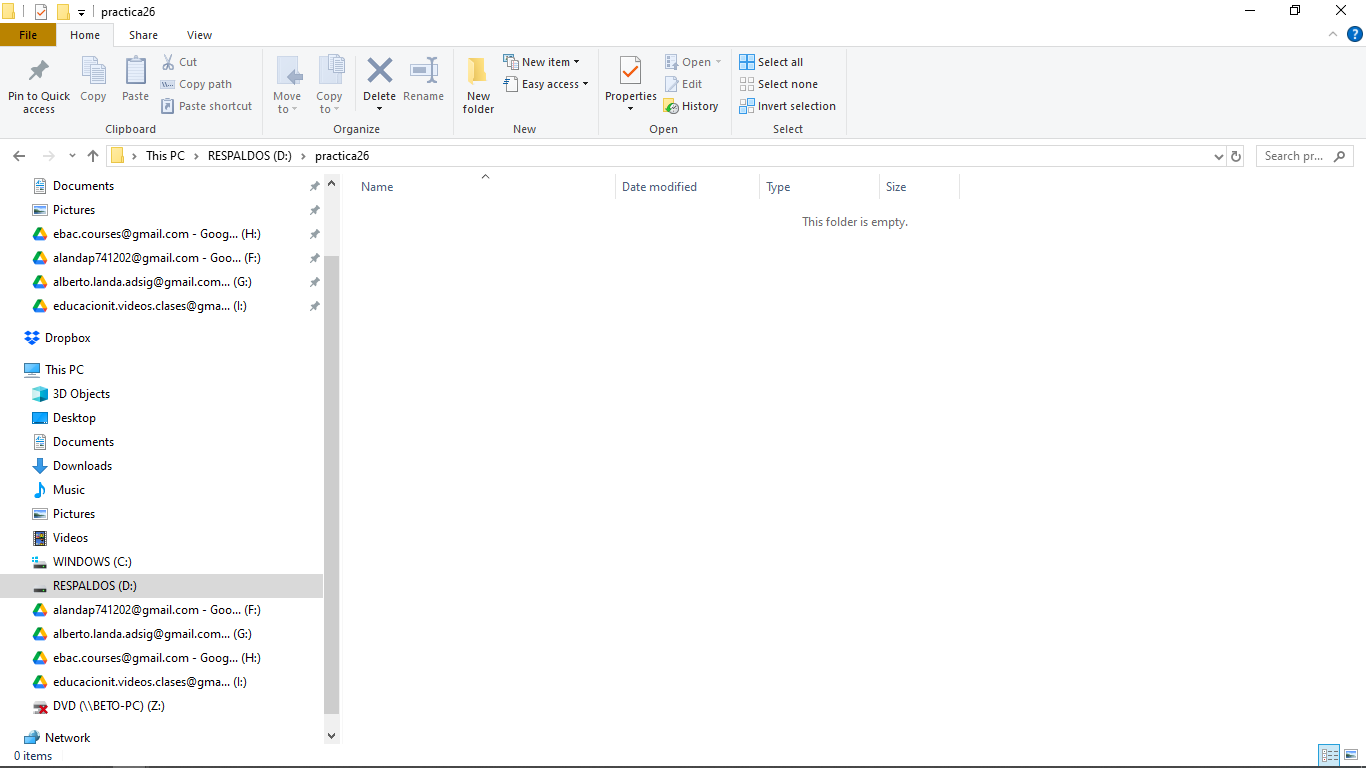 practica26
File Home Share View
Pin to Quick access
Copy
Paste
Cut
Copy path
Paste shortcut
Clipboard
Move to
Copy to
Delete
Rename
Organize
New folder
New item
Easy access
New
Properties
Open
Edit
History
Open
Select all
Select none
Invert selection
Select
This PC > RESPALDOS (D:) > practica26
Search pr...
Documents
Pictures
ebac.courses@gmail.com - Goog... (H:)
alandap741202@gmail.com - Goo... (F:)
alberto.landa.adsig@gmail.com... (G:)
educacionit.videos.clases@gma... (I:)
Dropbox
This PC
3D Objects
Desktop
Documents
Downloads
Music
Pictures
Videos
WINDOWS (C:)
RESPALDOS (D:)
alandap741202@gmail.com - Goo... (F:)
alberto.landa.adsig@gmail.com... (G:)
ebac.courses@gmail.com - Goog... (H:)
educacionit.videos.clases@gma... (I:)
DVD (\\BETO-PC) (Z:)
Network
Name Date modified Type Size
This folder is empty.
0 items